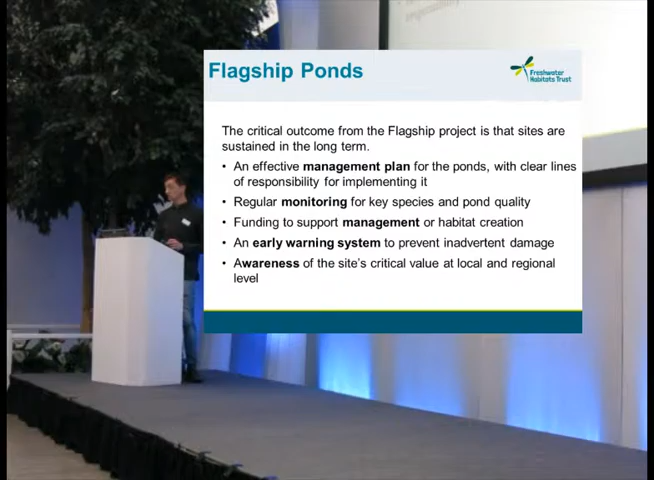 Flagship Ponds
Freshwater
Habitats Trust
The critical outcome from the Flagship project is that sites are
sustained in the long term.
• An effective management plan for the ponds, with clear lines
of responsibility for implementing it
• Regular monitoring for key species and pond quality
• Funding to support management or habitat creation
• An early warning system to prevent inadvertent damage
• Awareness of the site's critical value at local and regional
level